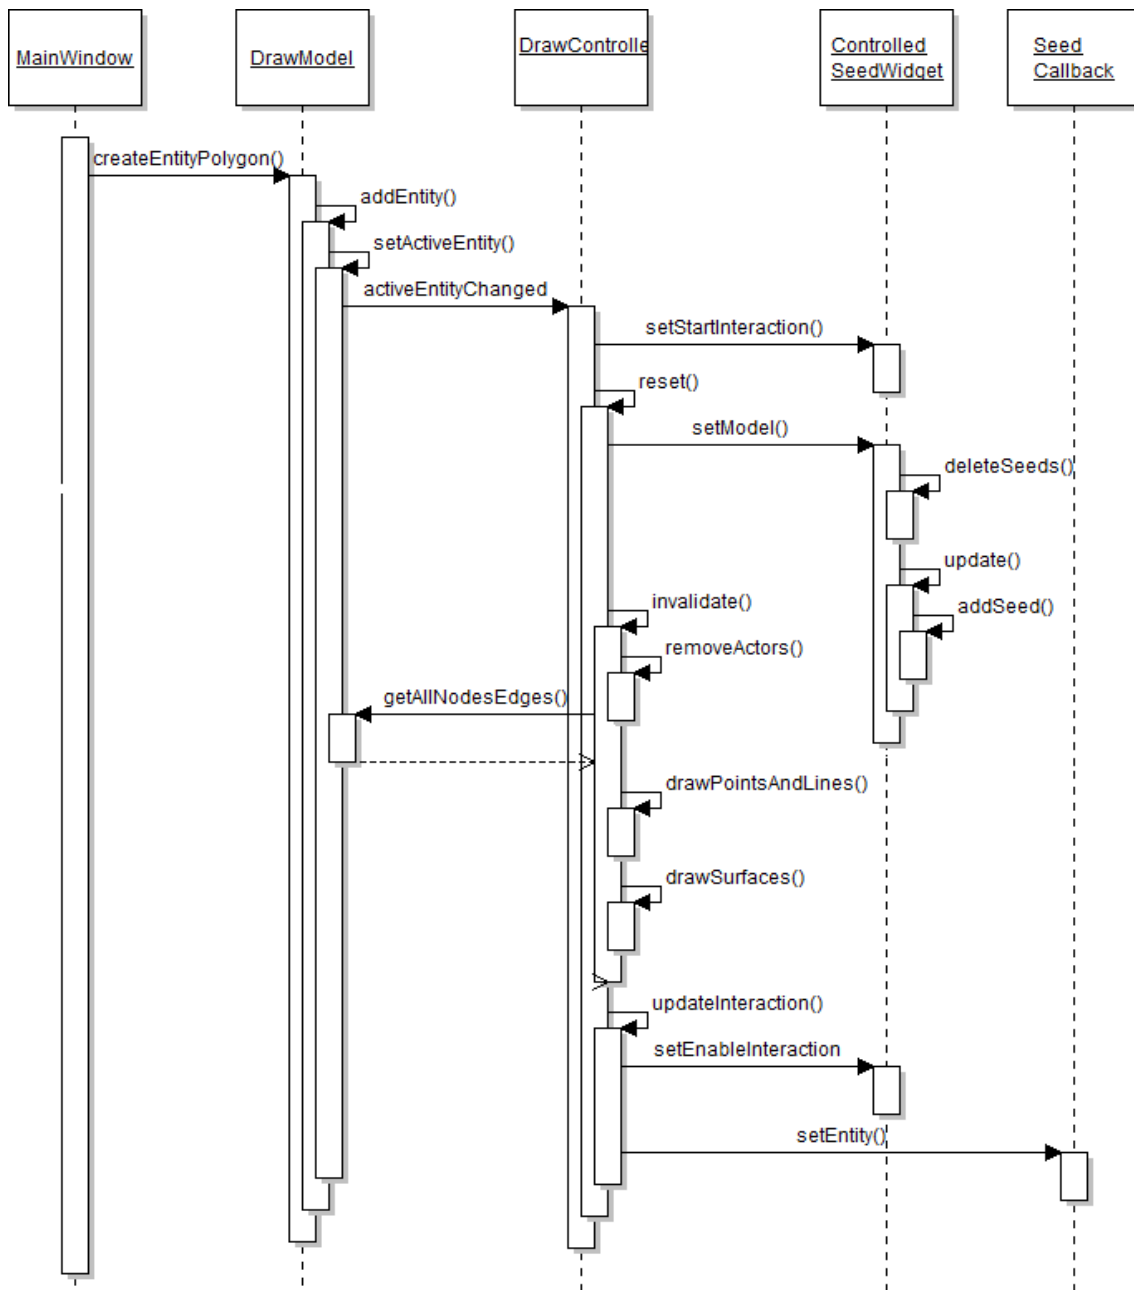 MainWindow
DrawModel
DrawControlle
Controlled
SeedWidget
Seed
Callback
createEntityPolygon()
addEntity()
setActiveEntity()
activeEntityChanged
setStartInteraction()
reset()
setModel()
deleteSeeds()
update()
addSeed()
invalidate()
removeActors()
getAllNodesEdges()
drawPointsAndLines()
drawSurfaces()
updateInteraction()
setEnableInteraction
setEntity()